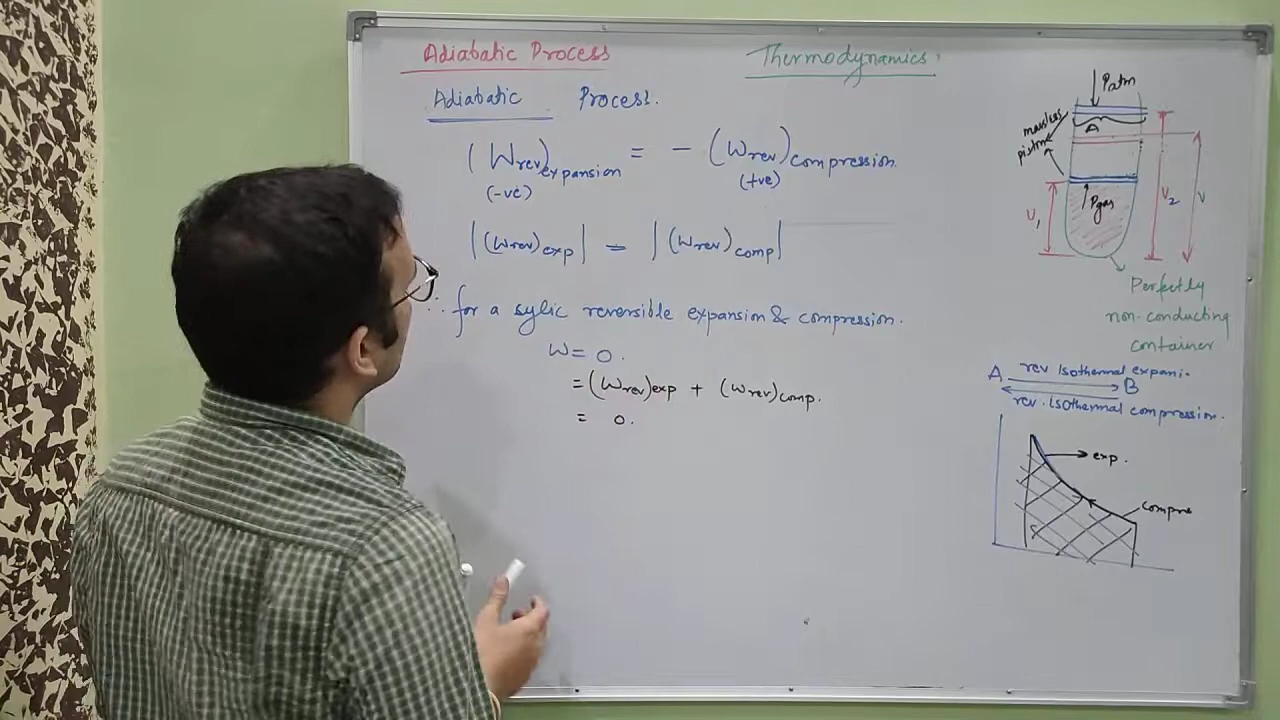 Adiabatic Process
Thermodynamics.
Adiabatic Process.
(Wrev)expansion = - (Wrev)compression.
(-ve) (+ve)
|(Wrev)exp| = |(Wrev)comp|
∴ for a sylic reversible expansion & compression.
W = 0.
= (Wrev)exp + (Wrev)comp.
= 0.
Patm
A
massless
piston
Pgas
V1
V2
V
Perfectly
non-conducting
container
A rev Isothermal expani. B
rev. Isothermal compression.
exp.
compre